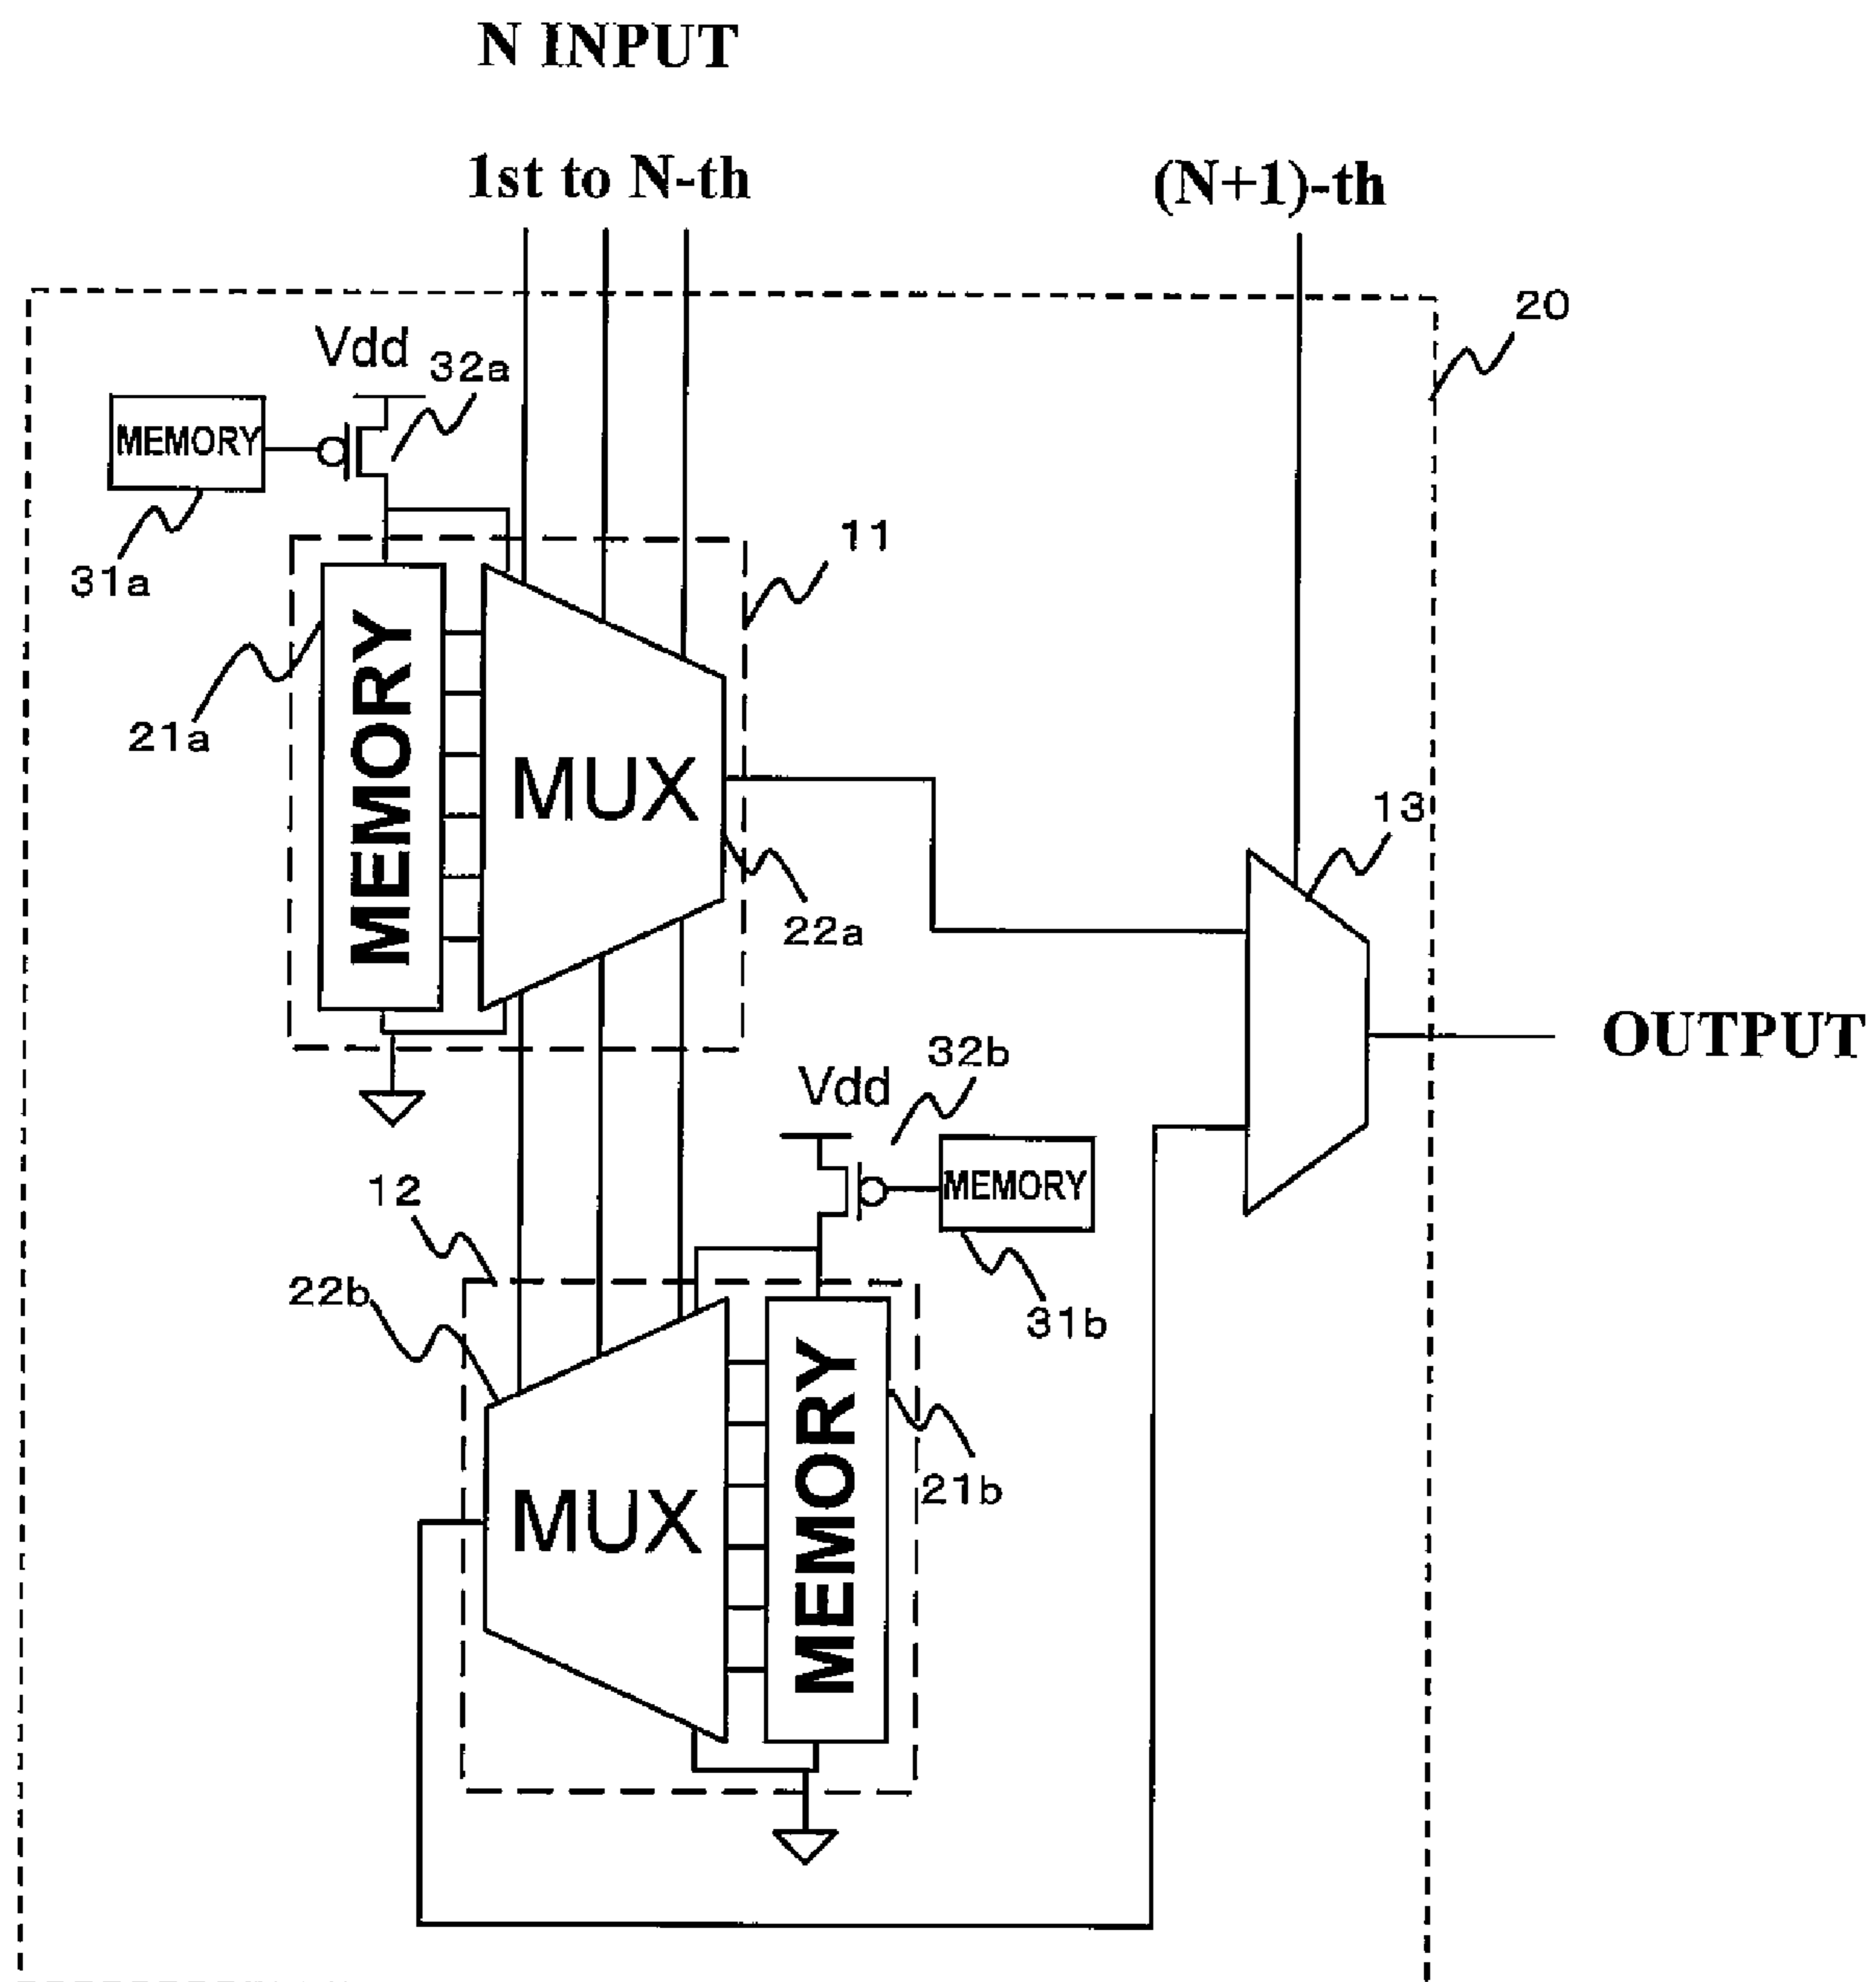 N INPUT
1st to N-th
(N+1)-th
20
Vdd
32a
MEMORY
31a
11
21a
MEMORY
MUX
22a
13
OUTPUT
Vdd
32b
MEMORY
31b
12
22b
MUX
MEMORY
21b